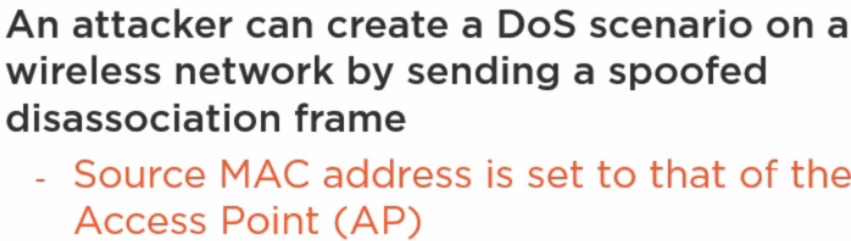 An attacker can create a DoS scenario on a
wireless network by sending a spoofed
disassociation frame
- Source MAC address is set to that of the
Access Point (AP)